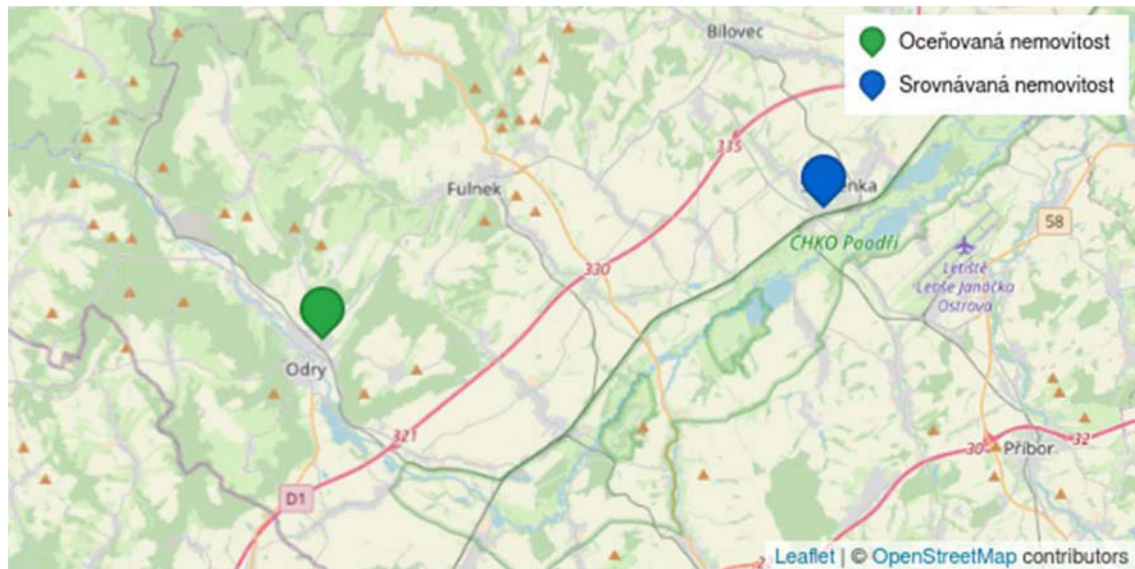 Bílovec
Oceňovaná nemovitost
Srovnávaná nemovitost
335
Fulnek
CHKO Poodří
58
330
Letiště
Leoše Janáčka
Ostrava
Odry
321
30
32
Příbor
D1
Leaflet | © OpenStreetMap contributors